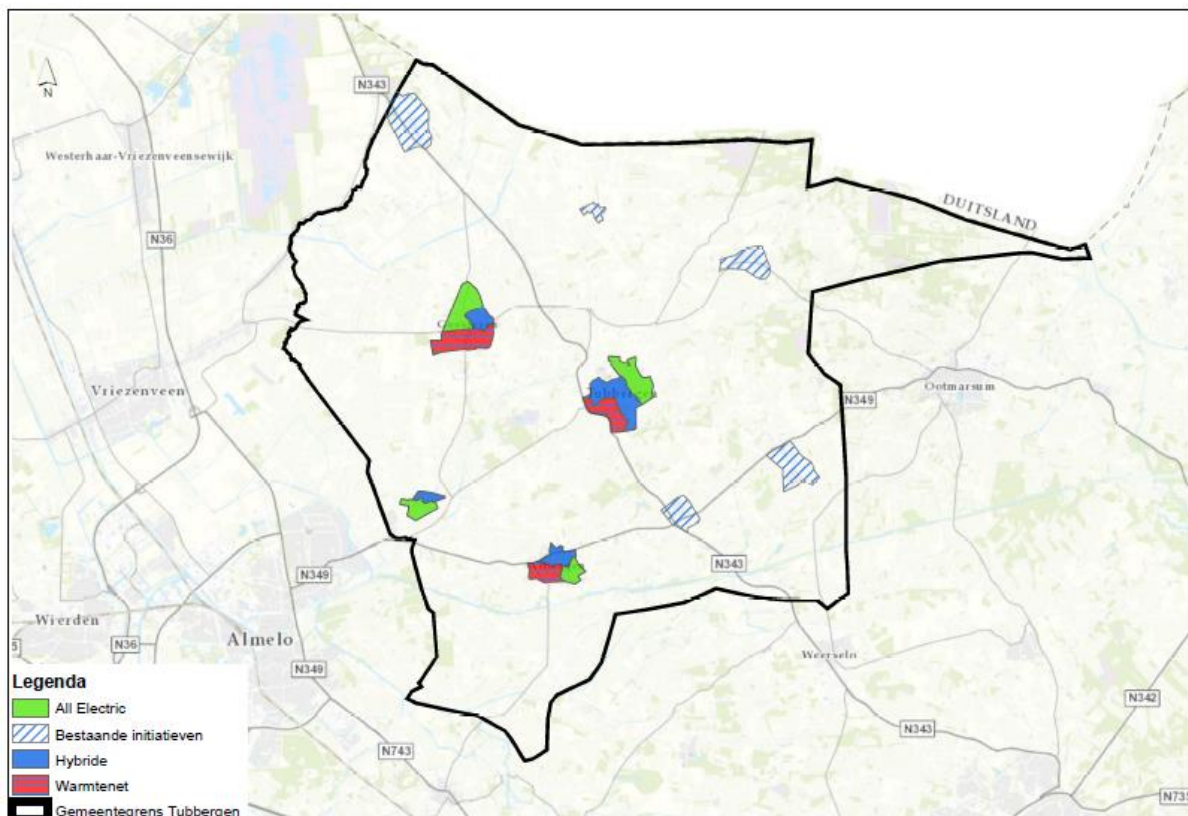 N343
N
Westerhaar-Vriezenveensewijk
DUITSLAND
N36
Vriezenveen
Tubbergen
Ootmarsum
N349
N343
N349
Wierden
N36
Almelo
Weerselo
N349
N342
N343
N743
Legenda
All Electric
Bestaande initiatieven
Hybride
Warmtenet
Gemeentegrens Tubbergen